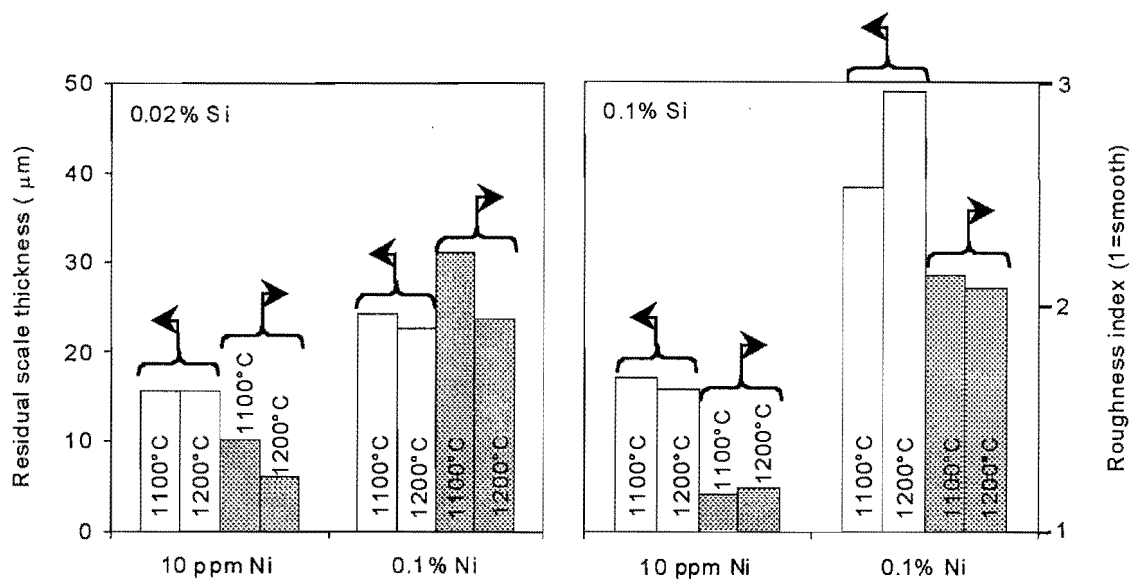 50
40
30
20
10
0
Residual scale thickness ( μm)
0.02% Si
1100°C
1200°C
1100°C
1200°C
1100°C
1200°C
1100°C
1200°C
10 ppm Ni
0.1% Ni
0.1% Si
1100°C
1200°C
1100°C
1200°C
1100°C
1200°C
1100°C
1200°C
10 ppm Ni
0.1% Ni
3
2
1
Roughness index (1=smooth)